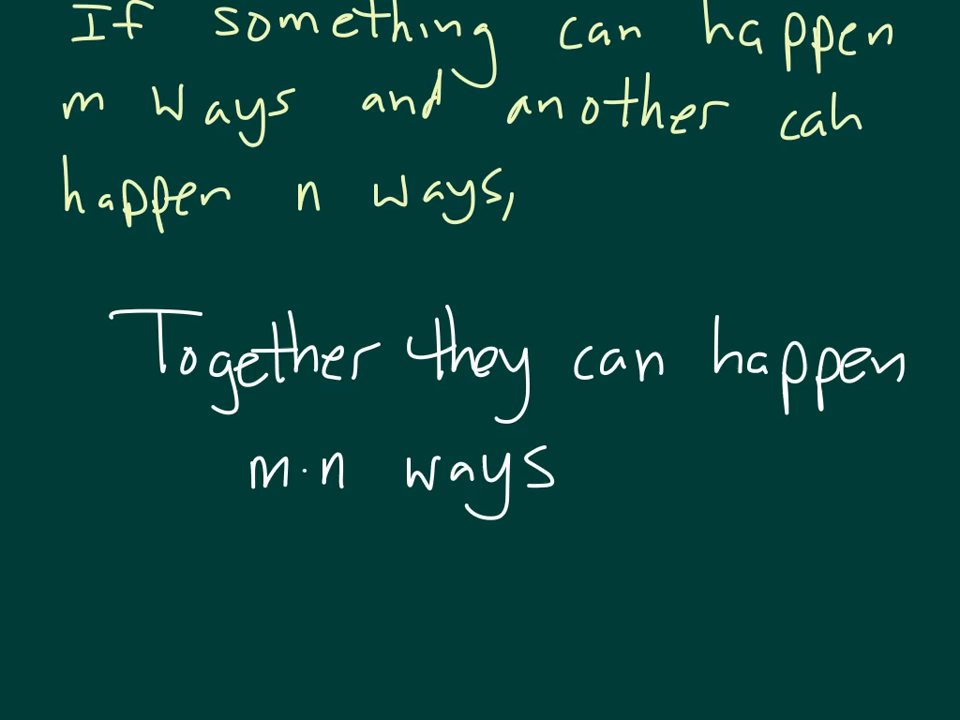 If something can happen
m ways and another can
happen n ways,
Together they can happen
m·n ways